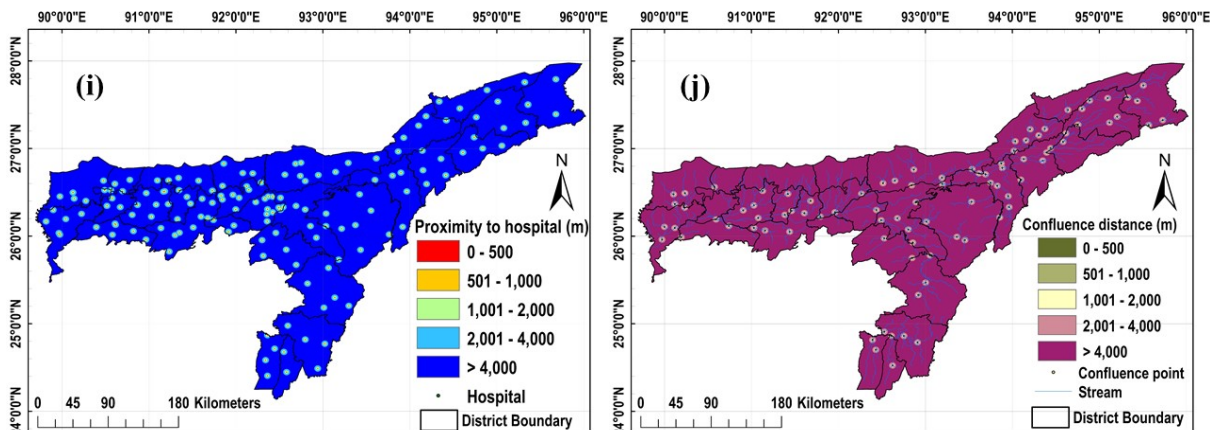 90°0'0"E 91°0'0"E 92°0'0"E 93°0'0"E 94°0'0"E 95°0'0"E 96°0'0"E
28°0'0"N
27°0'0"N
26°0'0"N
25°0'0"N
24°0'0"N
(i)
N
Proximity to hospital (m)
0 - 500
501 - 1,000
1,001 - 2,000
2,001 - 4,000
> 4,000
Hospital
District Boundary
0 45 90 180 Kilometers
90°0'0"E 91°0'0"E 92°0'0"E 93°0'0"E 94°0'0"E 95°0'0"E 96°0'0"E
28°0'0"N
27°0'0"N
26°0'0"N
25°0'0"N
24°0'0"N
(j)
N
Confluence distance (m)
0 - 500
501 - 1,000
1,001 - 2,000
2,001 - 4,000
> 4,000
Confluence point
Stream
District Boundary
0 45 90 180 Kilometers